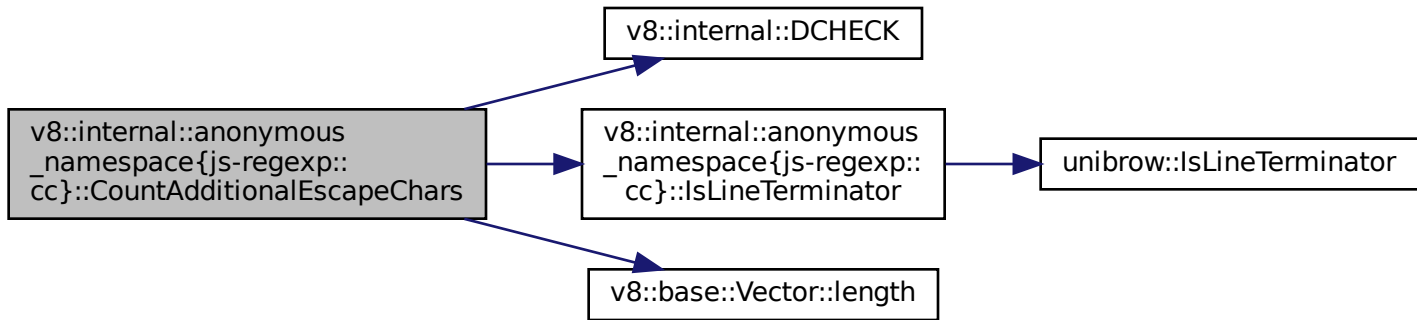 v8::internal::DCHECK
v8::internal::anonymous
_namespace{js-regexp::
cc}::CountAdditionalEscapeChars
v8::internal::anonymous
_namespace{js-regexp::
cc}::IsLineTerminator
unibrow::IsLineTerminator
v8::base::Vector::length